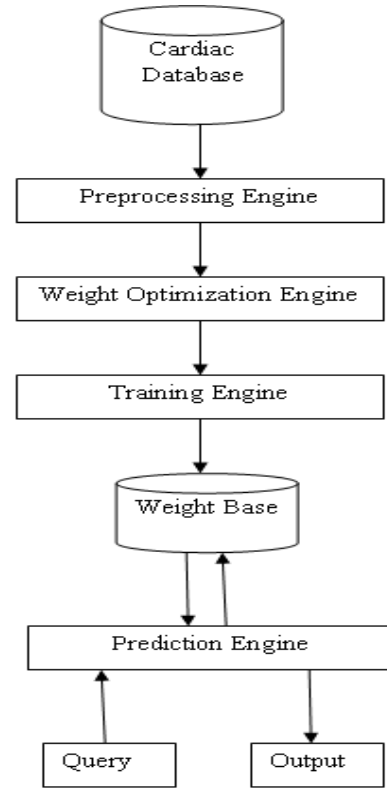 Cardiac
Database
Preprocessing Engine
Weight Optimization Engine
Training Engine
Weight Base
Prediction Engine
Query
Output